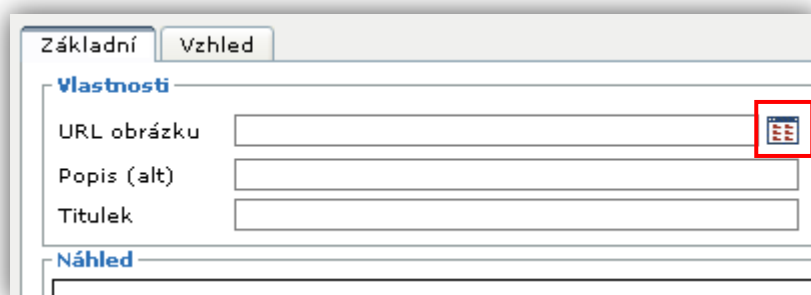 Základní Vzhled
Vlastnosti
URL obrázku
Popis (alt)
Titulek
Náhled